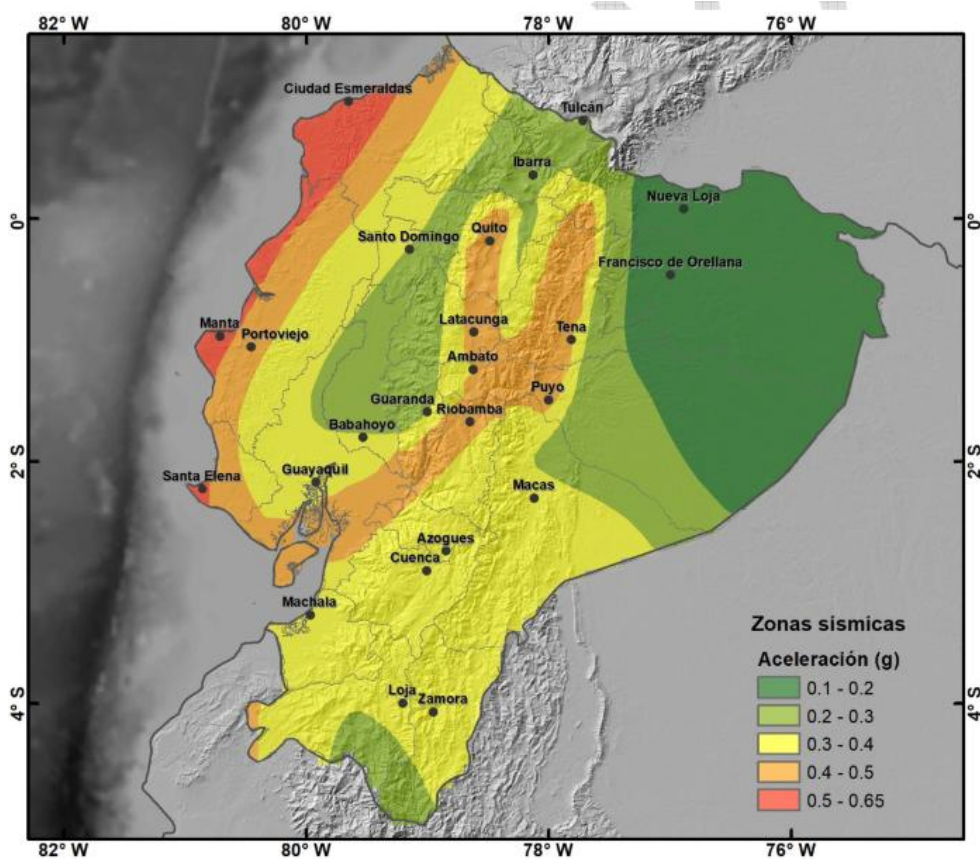 82° W 80° W 78° W 76° W
Ciudad Esmeraldas
Tulcán
Ibarra
Nueva Loja
0° 0°
Quito
Santo Domingo
Francisco de Orellana
Latacunga
Manta
Tena
Portoviejo
Ambato
Puyo
Guaranda
Riobamba
Babahoyo
2° S 2° S
Guayaquil
Santa Elena
Macas
Azogues
Cuenca
Machala
Loja
Zamora
4° S 4° S
Zonas sísmicas
Aceleración (g)
0.1 - 0.2
0.2 - 0.3
0.3 - 0.4
0.4 - 0.5
0.5 - 0.65
82° W 80° W 78° W 76° W